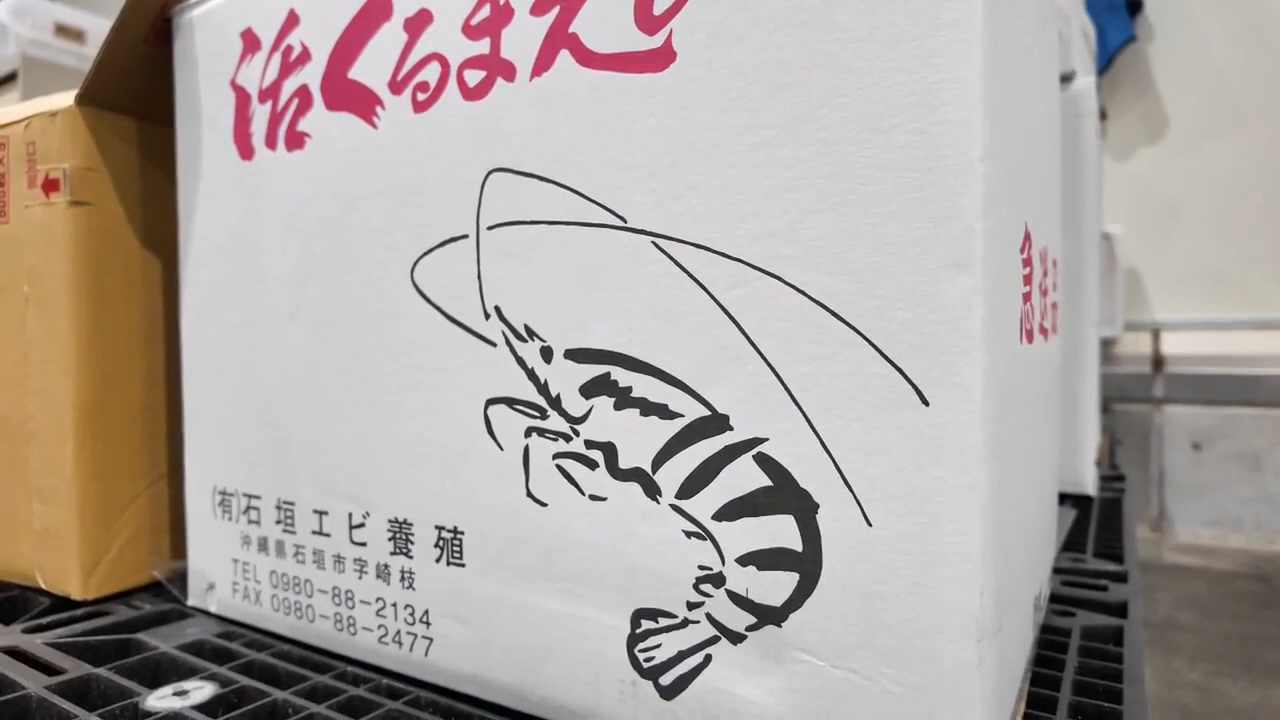 活くるまえび
(有)石垣エビ養殖
沖縄県石垣市字崎枝
TEL 0980-88-2134
FAX 0980-88-2477
急送品